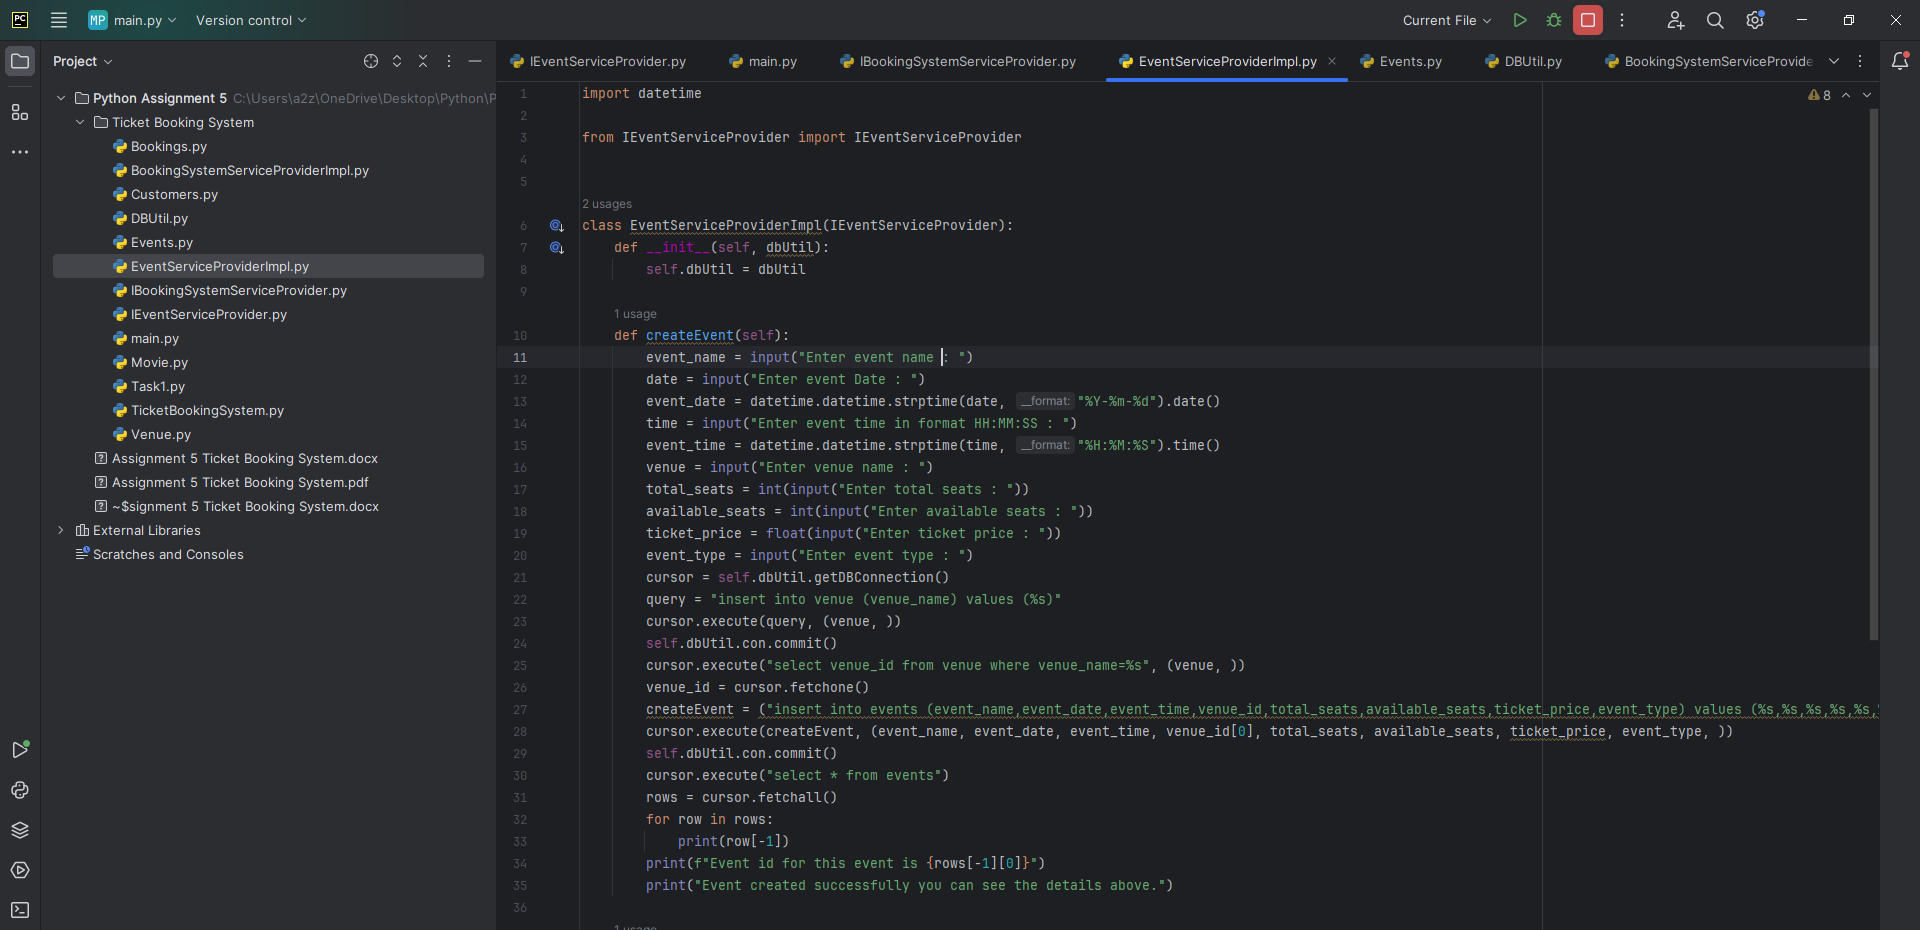 PC
MP main.py Version control Current File
Project
IEventServiceProvider.py main.py IBookingSystemServiceProvider.py EventServiceProviderImpl.py Events.py DBUtil.py BookingSystemServiceProvide
Python Assignment 5 C:\Users\a2z\OneDrive\Desktop\Python\P
Ticket Booking System
Bookings.py
BookingSystemServiceProviderImpl.py
Customers.py
DBUtil.py
Events.py
EventServiceProviderImpl.py
IBookingSystemServiceProvider.py
IEventServiceProvider.py
main.py
Movie.py
Task1.py
TicketBookingSystem.py
Venue.py
Assignment 5 Ticket Booking System.docx
Assignment 5 Ticket Booking System.pdf
~$signment 5 Ticket Booking System.docx
External Libraries
Scratches and Consoles
8
1 import datetime
2
3 from IEventServiceProvider import IEventServiceProvider
4
5
2 usages
6 class EventServiceProviderImpl(IEventServiceProvider):
7 def __init__(self, dbUtil):
8 self.dbUtil = dbUtil
9
1 usage
10 def createEvent(self):
11 event_name = input("Enter event name : ")
12 date = input("Enter event Date : ")
13 event_date = datetime.datetime.strptime(date, __format: "%Y-%m-%d").date()
14 time = input("Enter event time in format HH:MM:SS : ")
15 event_time = datetime.datetime.strptime(time, __format: "%H:%M:%S").time()
16 venue = input("Enter venue name : ")
17 total_seats = int(input("Enter total seats : "))
18 available_seats = int(input("Enter available seats : "))
19 ticket_price = float(input("Enter ticket price : "))
20 event_type = input("Enter event type : ")
21 cursor = self.dbUtil.getDBConnection()
22 query = "insert into venue (venue_name) values (%s)"
23 cursor.execute(query, (venue, ))
24 self.dbUtil.con.commit()
25 cursor.execute("select venue_id from venue where venue_name=%s", (venue, ))
26 venue_id = cursor.fetchone()
27 createEvent = ("insert into events (event_name,event_date,event_time,venue_id,total_seats,available_seats,ticket_price,event_type) values (%s,%s,%s,%s,%s,
28 cursor.execute(createEvent, (event_name, event_date, event_time, venue_id[0], total_seats, available_seats, ticket_price, event_type, ))
29 self.dbUtil.con.commit()
30 cursor.execute("select * from events")
31 rows = cursor.fetchall()
32 for row in rows:
33 print(row[-1])
34 print(f"Event id for this event is {rows[-1][0]}")
35 print("Event created successfully you can see the details above.")
36
1 usage